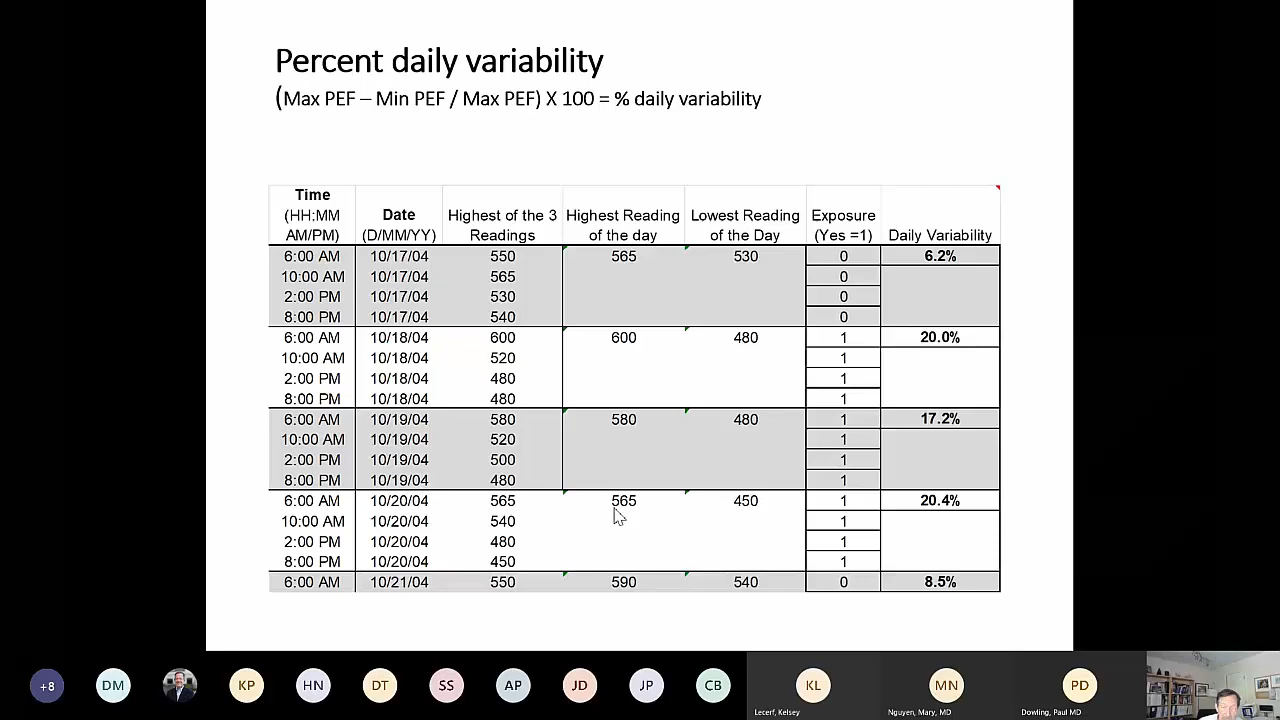 Percent daily variability
(Max PEF – Min PEF / Max PEF) X 100 = % daily variability
Time (HH:MM AM/PM) Date (D/MM/YY) Highest of the 3 Readings Highest Reading of the day Lowest Reading of the Day Exposure (Yes =1) Daily Variability
6:00 AM 10/17/04 550 565 530 0 6.2%
10:00 AM 10/17/04 565 0
2:00 PM 10/17/04 530 0
8:00 PM 10/17/04 540 0
6:00 AM 10/18/04 600 600 480 1 20.0%
10:00 AM 10/18/04 520 1
2:00 PM 10/18/04 480 1
8:00 PM 10/18/04 480 1
6:00 AM 10/19/04 580 580 480 1 17.2%
10:00 AM 10/19/04 520 1
2:00 PM 10/19/04 500 1
8:00 PM 10/19/04 480 1
6:00 AM 10/20/04 565 565 450 1 20.4%
10:00 AM 10/20/04 540 1
2:00 PM 10/20/04 480 1
8:00 PM 10/20/04 450 1
6:00 AM 10/21/04 550 590 540 0 8.5%
+8 DM KP HN DT SS AP JD JP CB KL MN PD
Lecerf, Kelsey Nguyen, Mary, MD Dowling, Paul MD